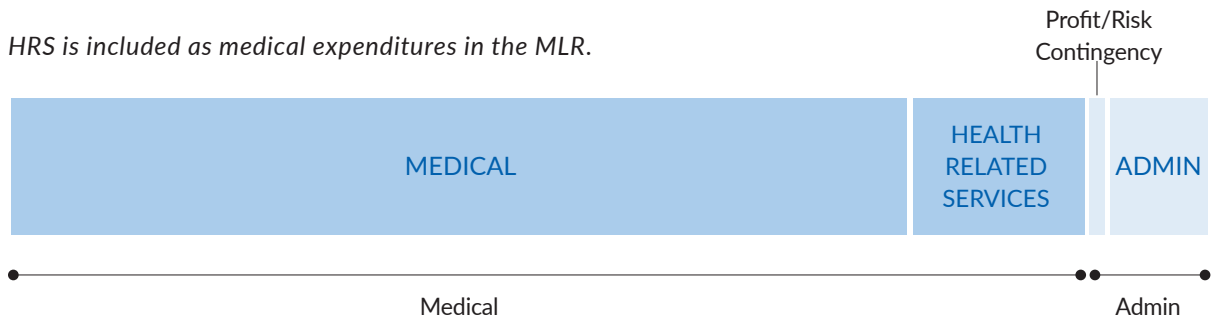 HRS is included as medical expenditures in the MLR.
Profit/Risk
Contingency
MEDICAL
HEALTH
RELATED
SERVICES
ADMIN
Medical
Admin